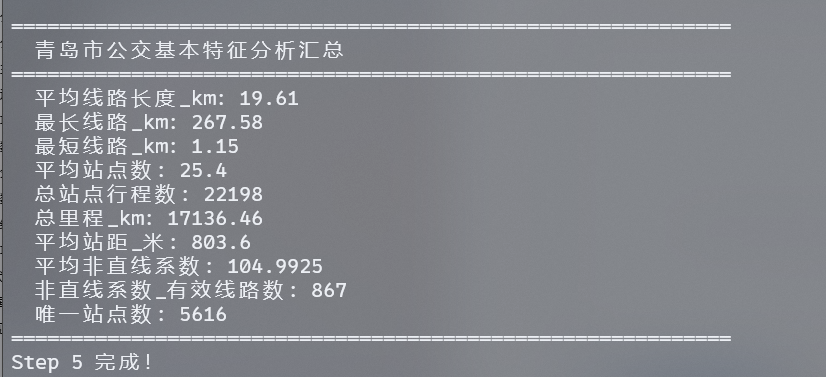 ============================================================
青岛市公交基本特征分析汇总
============================================================
平均线路长度_km: 19.61
最长线路_km: 267.58
最短线路_km: 1.15
平均站点数: 25.4
总站点行程数: 22198
总里程_km: 17136.46
平均站距_米: 803.6
平均非直线系数: 104.9925
非直线系数_有效线路数: 867
唯一站点数: 5616
============================================================
Step 5 完成!